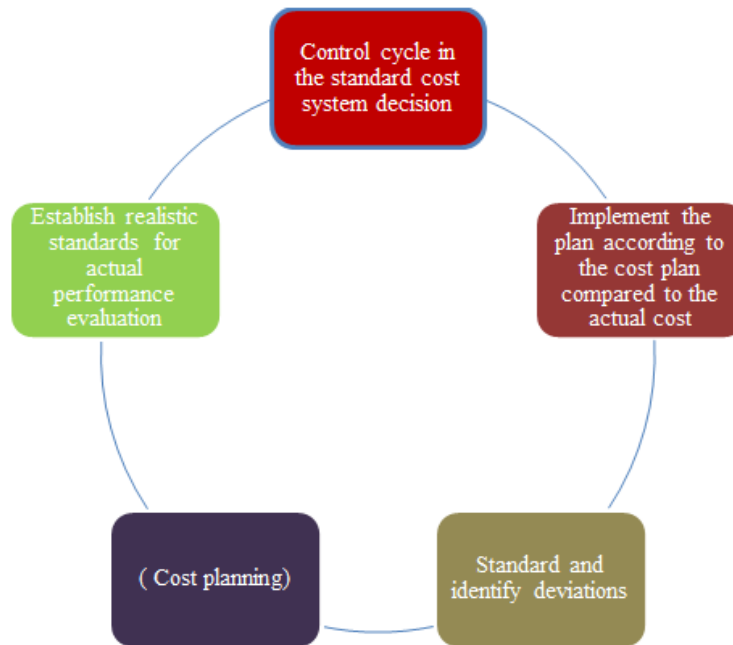 Control cycle in
the standard cost
system decision
Establish realistic
standards for
actual
performance
evaluation
Implement the
plan according to
the cost plan
compared to the
actual cost
( Cost planning)
Standard and
identify deviations